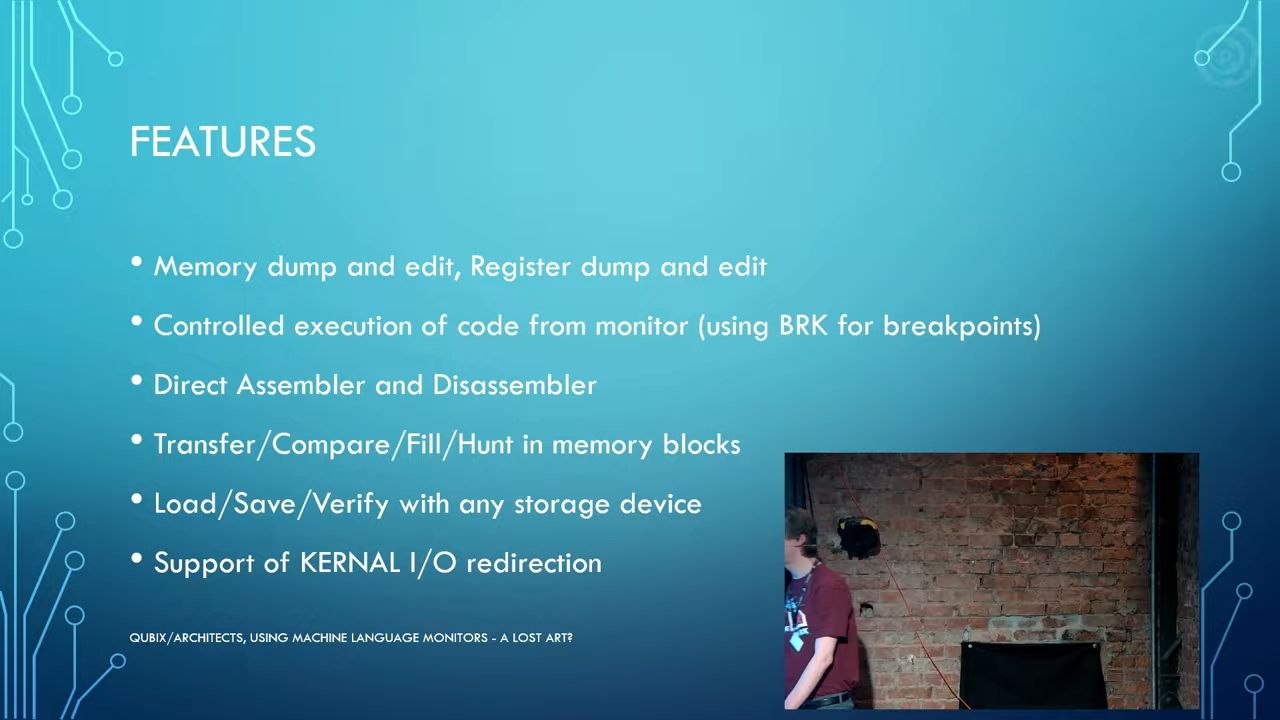 FEATURES
• Memory dump and edit, Register dump and edit
• Controlled execution of code from monitor (using BRK for breakpoints)
• Direct Assembler and Disassembler
• Transfer/Compare/Fill/Hunt in memory blocks
• Load/Save/Verify with any storage device
• Support of KERNAL I/O redirection
QUBIX/ARCHITECTS, USING MACHINE LANGUAGE MONITORS - A LOST ART?